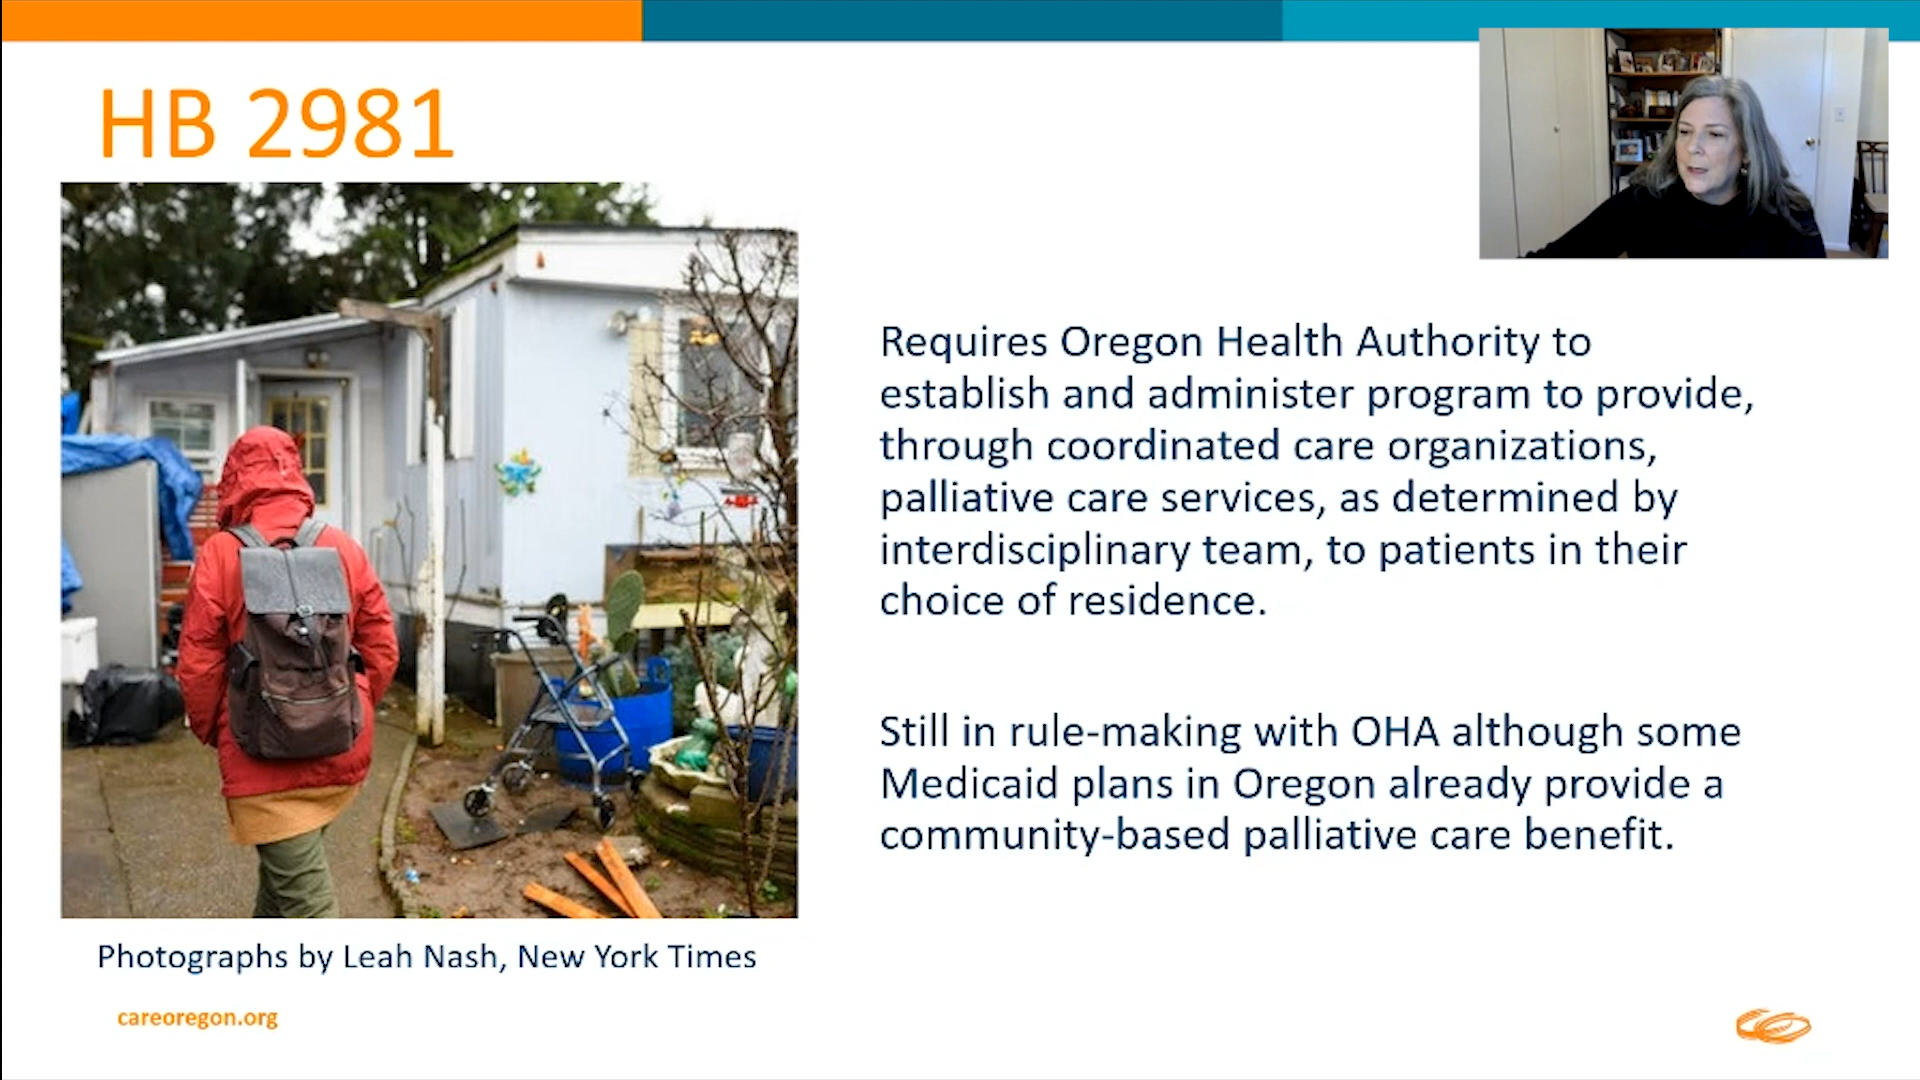 HB 2981
Requires Oregon Health Authority to
establish and administer program to provide,
through coordinated care organizations,
palliative care services, as determined by
interdisciplinary team, to patients in their
choice of residence.
Still in rule-making with OHA although some
Medicaid plans in Oregon already provide a
community-based palliative care benefit.
Photographs by Leah Nash, New York Times
careoregon.org